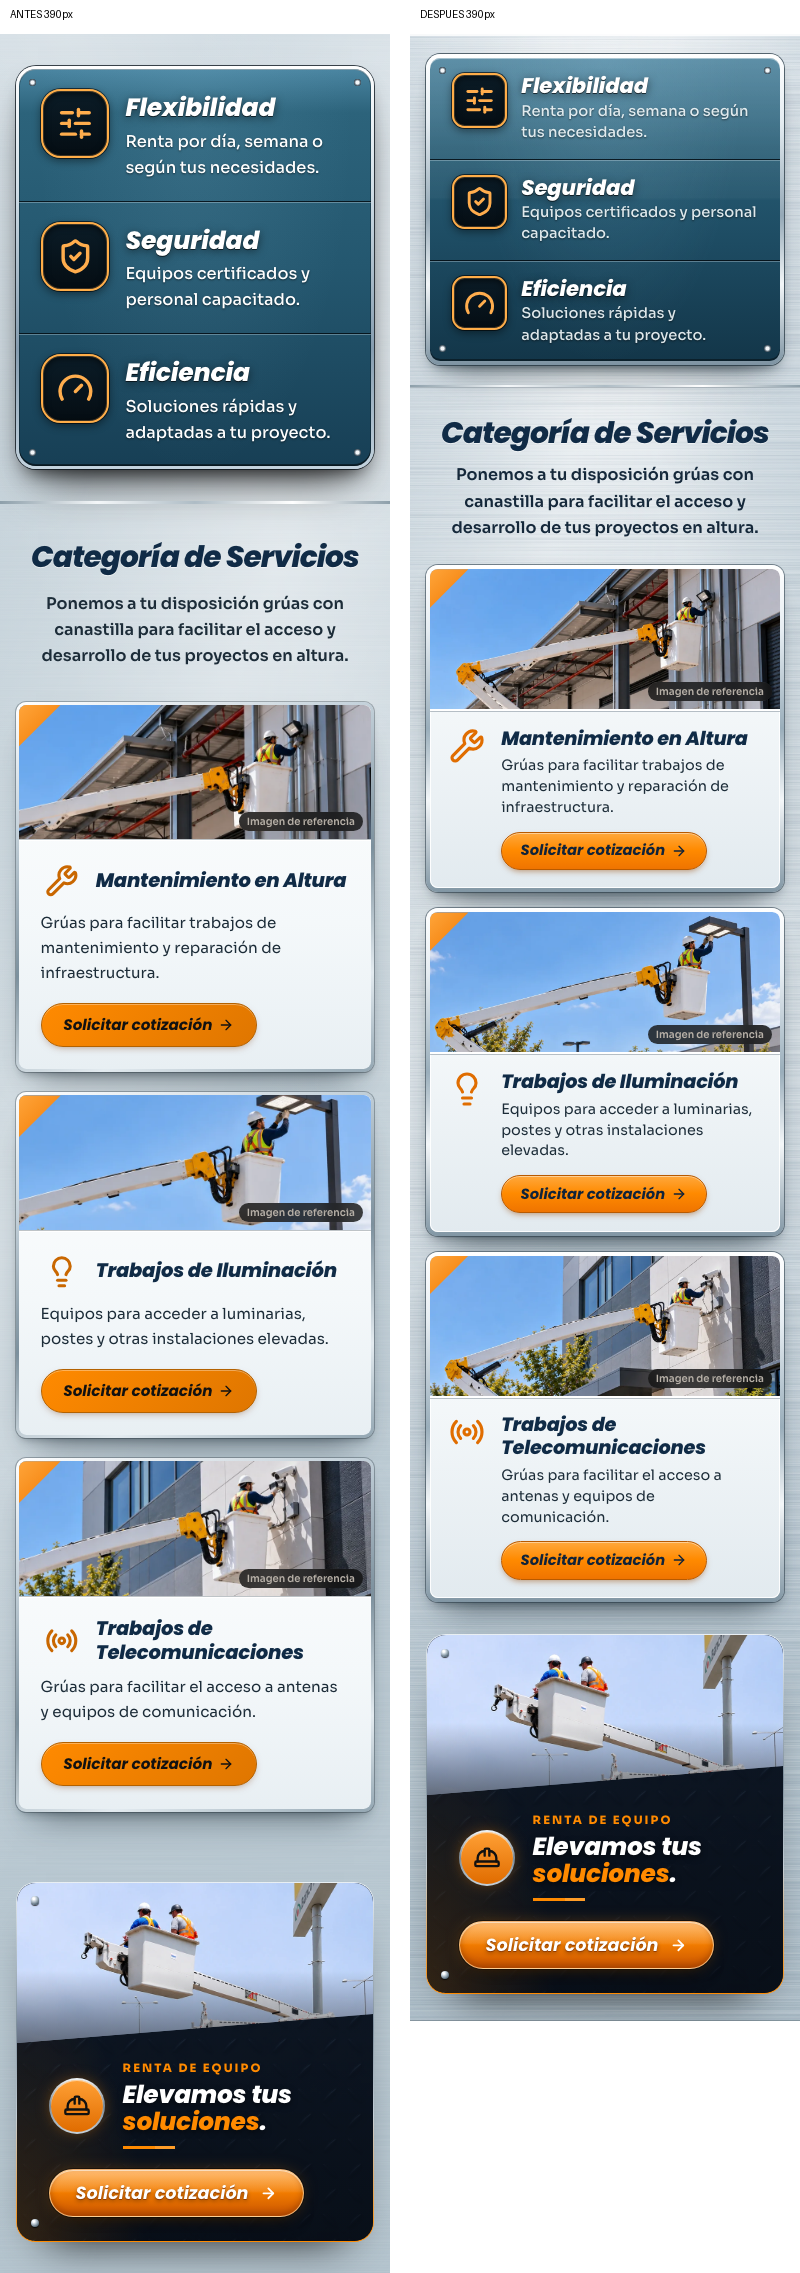 ANTES 390px
Flexibilidad
Renta por día, semana o
según tus necesidades.
Seguridad
Equipos certificados y
personal capacitado.
Eficiencia
Soluciones rápidas y
adaptadas a tu proyecto.
Categoría de Servicios
Ponemos a tu disposición grúas con
canastilla para facilitar el acceso y
desarrollo de tus proyectos en altura.
Imagen de referencia
Mantenimiento en Altura
Grúas para facilitar trabajos de
mantenimiento y reparación de
infraestructura.
Solicitar cotización →
Imagen de referencia
Trabajos de Iluminación
Equipos para acceder a luminarias,
postes y otras instalaciones elevadas.
Solicitar cotización →
Imagen de referencia
Trabajos de
Telecomunicaciones
Grúas para facilitar el acceso a antenas
y equipos de comunicación.
Solicitar cotización →
RENTA DE EQUIPO
Elevamos tus
soluciones.
Solicitar cotización →
DESPUES 390px
Flexibilidad
Renta por día, semana o según
tus necesidades.
Seguridad
Equipos certificados y personal
capacitado.
Eficiencia
Soluciones rápidas y
adaptadas a tu proyecto.
Categoría de Servicios
Ponemos a tu disposición grúas con
canastilla para facilitar el acceso y
desarrollo de tus proyectos en altura.
Imagen de referencia
Mantenimiento en Altura
Grúas para facilitar trabajos de
mantenimiento y reparación de
infraestructura.
Solicitar cotización →
Imagen de referencia
Trabajos de Iluminación
Equipos para acceder a luminarias,
postes y otras instalaciones
elevadas.
Solicitar cotización →
Imagen de referencia
Trabajos de
Telecomunicaciones
Grúas para facilitar el acceso a
antenas y equipos de
comunicación.
Solicitar cotización →
RENTA DE EQUIPO
Elevamos tus
soluciones.
Solicitar cotización →